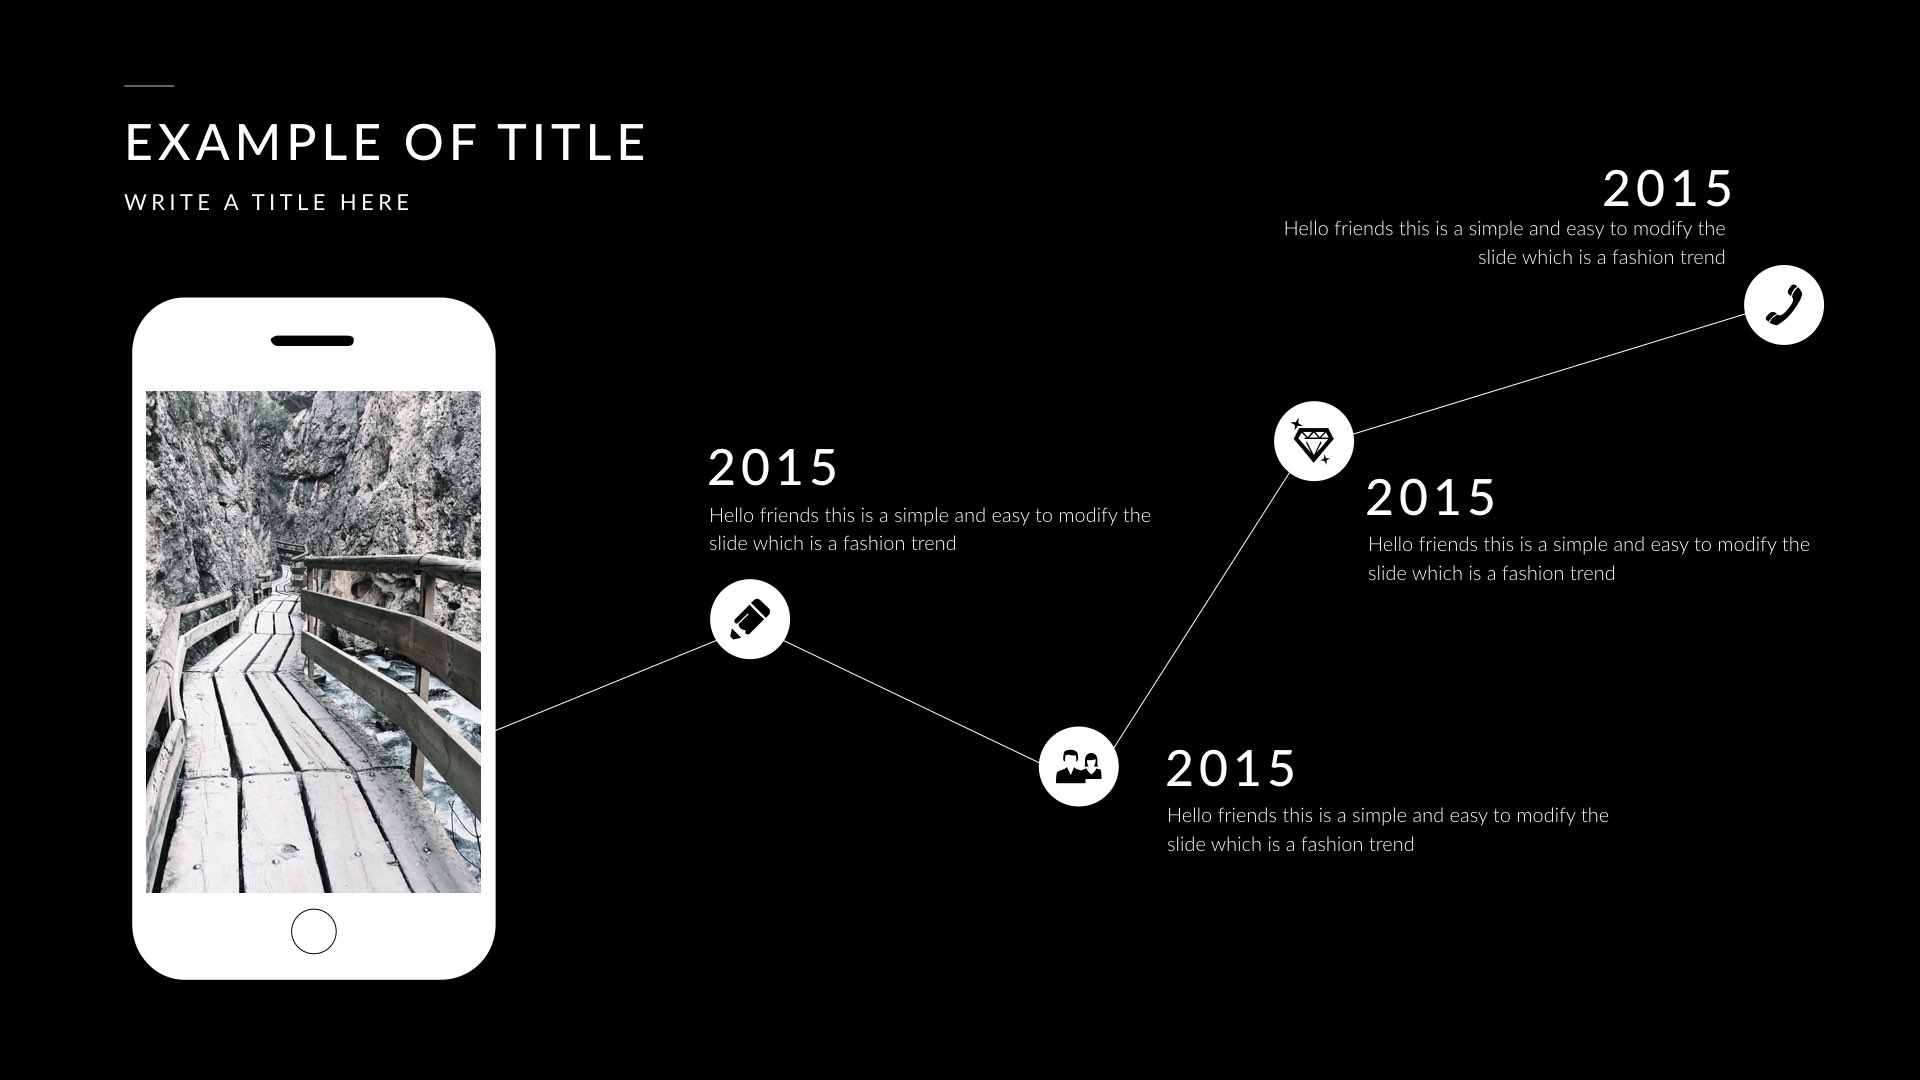 EXAMPLE OF TITLE
WRITE A TITLE HERE
2015
Hello friends this is a simple and easy to modify the
slide which is a fashion trend
2015
Hello friends this is a simple and easy to modify the
slide which is a fashion trend
2015
Hello friends this is a simple and easy to modify the
slide which is a fashion trend
2015
Hello friends this is a simple and easy to modify the
slide which is a fashion trend